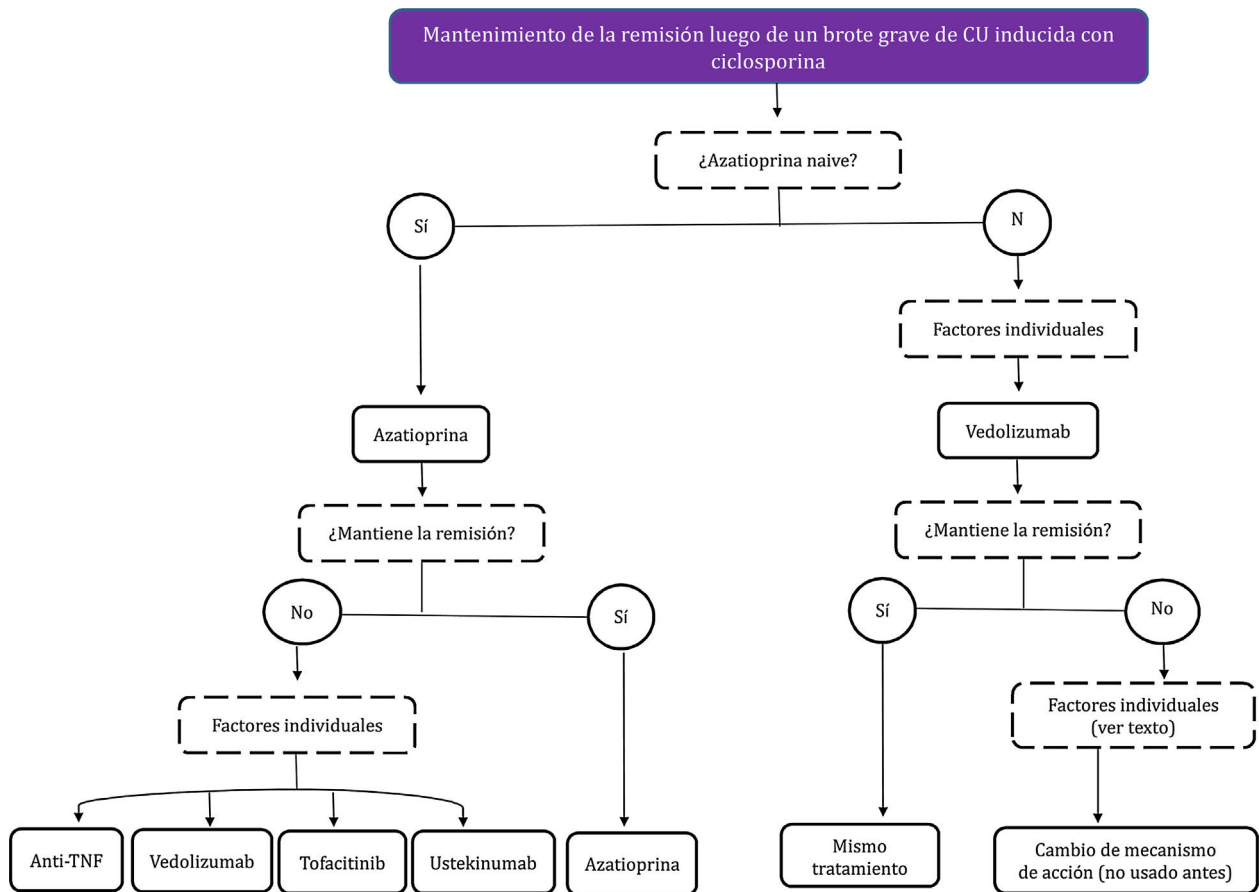 Mantenimiento de la remisión luego de un brote grave de CU inducida con
ciclosporina
¿Azatioprina naive?
Sí
N
Factores individuales
Azatioprina
Vedolizumab
¿Mantiene la remisión?
¿Mantiene la remisión?
No
Sí
Sí
No
Factores individuales
Factores individuales
(ver texto)
Anti-TNF
Vedolizumab
Tofacitinib
Ustekinumab
Azatioprina
Mismo
tratamiento
Cambio de mecanismo
de acción (no usado antes)